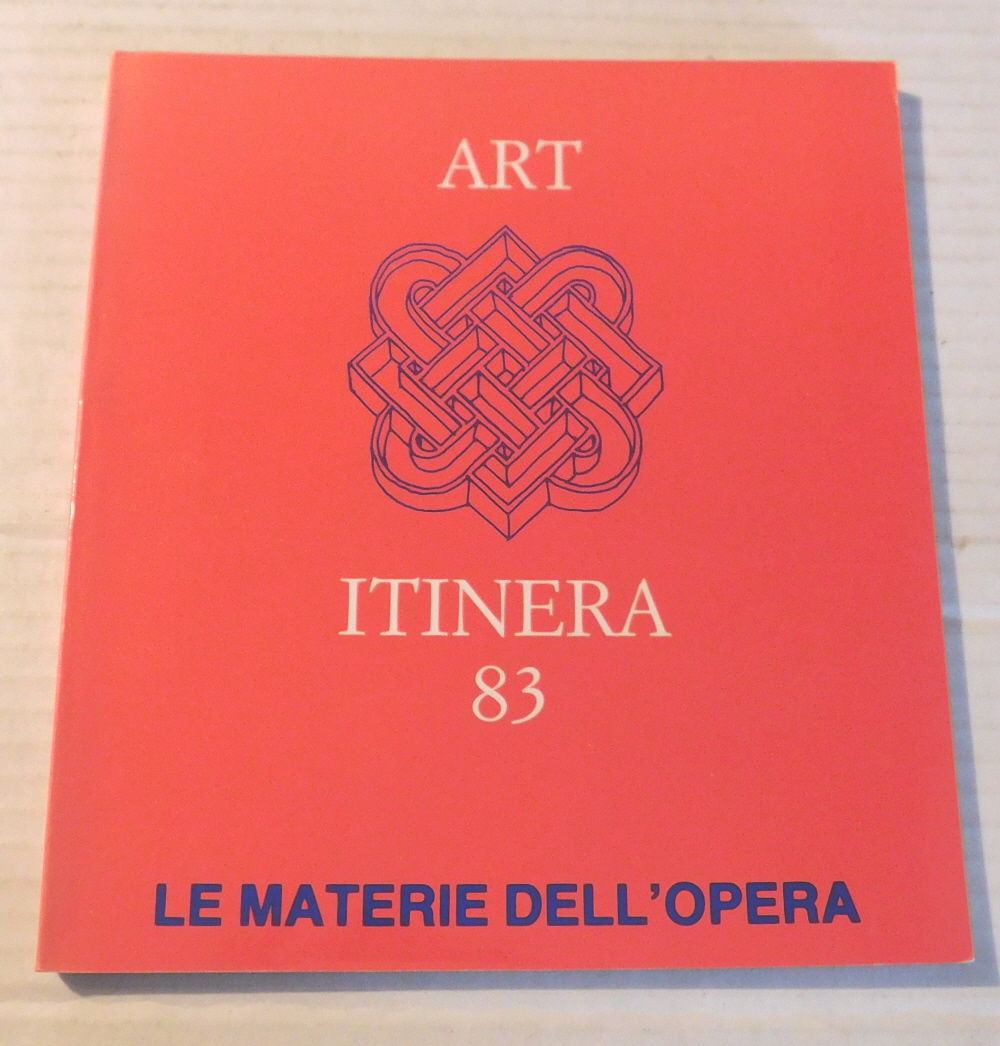 ART
ITINERA
83
LE MATERIE DELL'OPERA